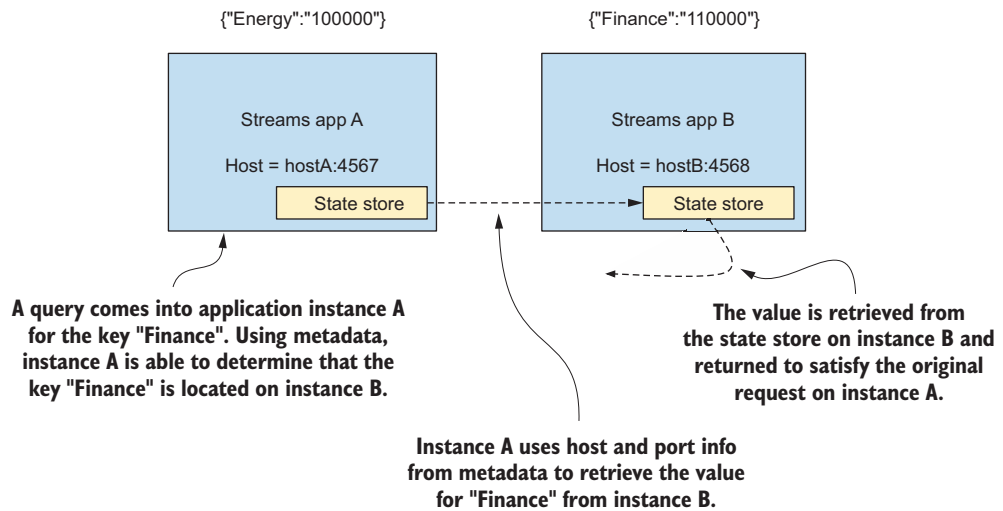 {"Energy":"100000"}
{"Finance":"110000"}
Streams app A
Host = hostA:4567
State store
Streams app B
Host = hostB:4568
State store
A query comes into application instance A
for the key "Finance". Using metadata,
instance A is able to determine that the
key "Finance" is located on instance B.
The value is retrieved from
the state store on instance B and
returned to satisfy the original
request on instance A.
Instance A uses host and port info
from metadata to retrieve the value
for "Finance" from instance B.